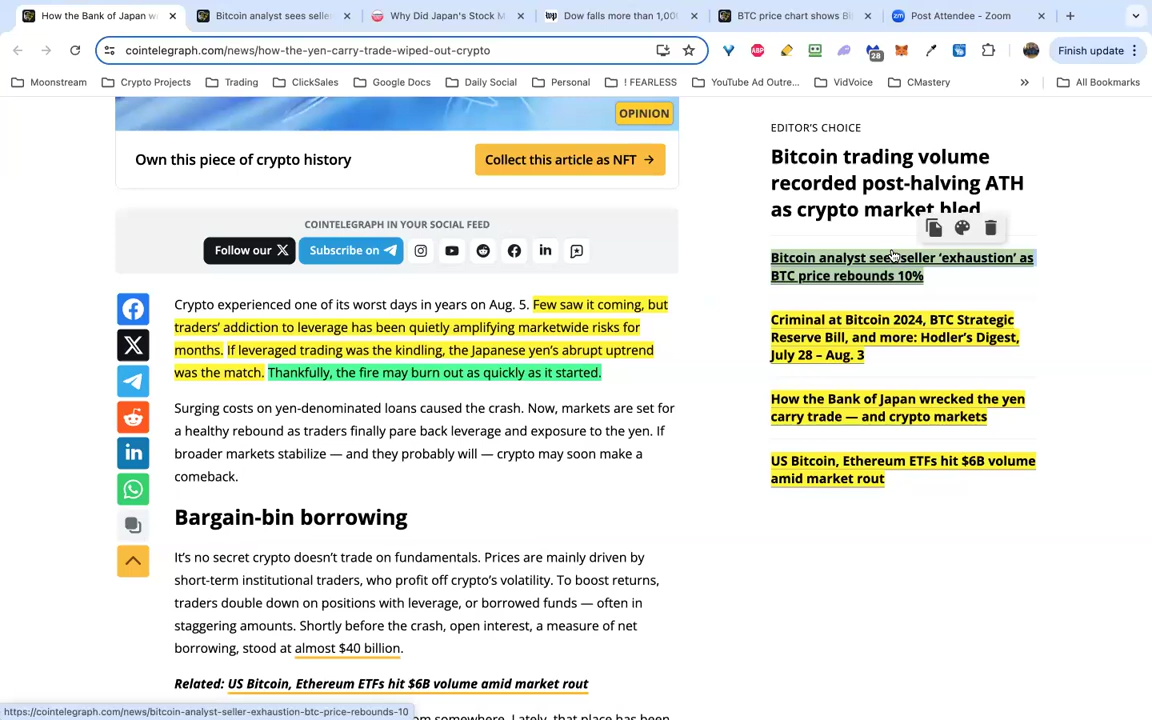 How the Bank of Japan w
Bitcoin analyst sees selle
Why Did Japan's Stock M
Dow falls more than 1,00
BTC price chart shows Bi
Post Attendee - Zoom
cointelegraph.com/news/how-the-yen-carry-trade-wiped-out-crypto
28
Finish update
Moonstream
Crypto Projects
Trading
ClickSales
Google Docs
Daily Social
Personal
! FEARLESS
YouTube Ad Outre...
VidVoice
CMastery
»
All Bookmarks
OPINION
Own this piece of crypto history
Collect this article as NFT →
COINTELEGRAPH IN YOUR SOCIAL FEED
Follow our X
Subscribe on
Crypto experienced one of its worst days in years on Aug. 5. Few saw it coming, but
traders’ addiction to leverage has been quietly amplifying marketwide risks for
months. If leveraged trading was the kindling, the Japanese yen’s abrupt uptrend
was the match. Thankfully, the fire may burn out as quickly as it started.
Surging costs on yen-denominated loans caused the crash. Now, markets are set for
a healthy rebound as traders finally pare back leverage and exposure to the yen. If
broader markets stabilize — and they probably will — crypto may soon make a
comeback.
Bargain-bin borrowing
It’s no secret crypto doesn’t trade on fundamentals. Prices are mainly driven by
short-term institutional traders, who profit off crypto’s volatility. To boost returns,
traders double down on positions with leverage, or borrowed funds — often in
staggering amounts. Shortly before the crash, open interest, a measure of net
borrowing, stood at almost $40 billion.
Related: US Bitcoin, Ethereum ETFs hit $6B volume amid market rout
om somewhere. Lately, that place has been
https://cointelegraph.com/news/bitcoin-analyst-seller-exhaustion-btc-price-rebounds-10
EDITOR’S CHOICE
Bitcoin trading volume
recorded post-halving ATH
as crypto market bled
Bitcoin analyst sees seller ‘exhaustion’ as
BTC price rebounds 10%
Criminal at Bitcoin 2024, BTC Strategic
Reserve Bill, and more: Hodler’s Digest,
July 28 – Aug. 3
How the Bank of Japan wrecked the yen
carry trade — and crypto markets
US Bitcoin, Ethereum ETFs hit $6B volume
amid market rout